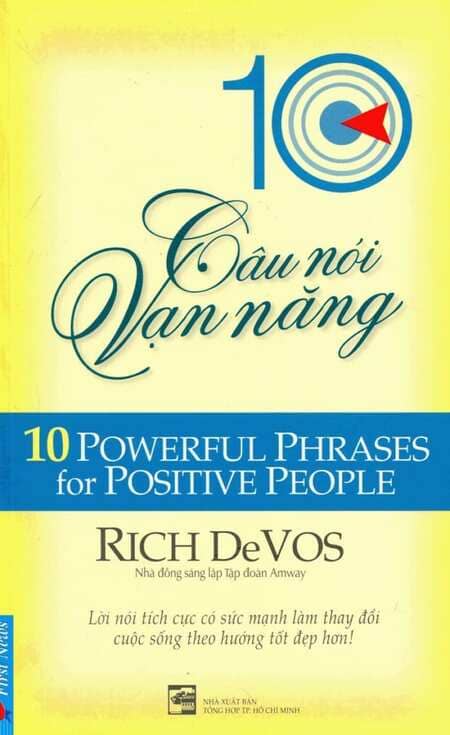 10
Câu nói
Vạn năng
10 POWERFUL PHRASES
for POSITIVE PEOPLE
RICH DeVOS
Nhà đồng sáng lập Tập đoàn Amway
Lời nói tích cực có sức mạnh làm thay đổi
cuộc sống theo hướng tốt đẹp hơn!
First News
NHÀ XUẤT BẢN
TỔNG HỢP TP. HỒ CHÍ MINH